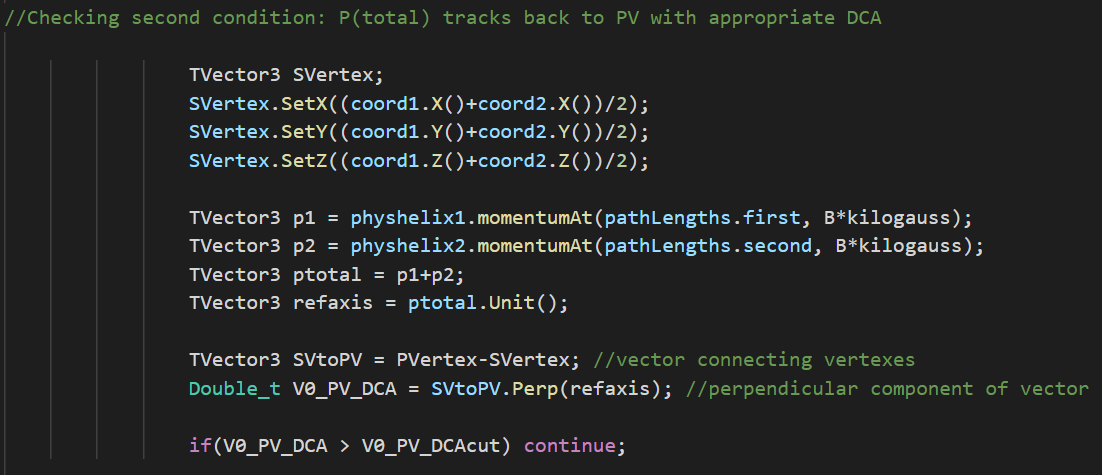 //Checking second condition: P(total) tracks back to PV with appropriate DCA
TVector3 SVertex;
SVertex.SetX((coord1.X()+coord2.X())/2);
SVertex.SetY((coord1.Y()+coord2.Y())/2);
SVertex.SetZ((coord1.Z()+coord2.Z())/2);
TVector3 p1 = physhelix1.momentumAt(pathLengths.first, B*kilogauss);
TVector3 p2 = physhelix2.momentumAt(pathLengths.second, B*kilogauss);
TVector3 ptotal = p1+p2;
TVector3 refaxis = ptotal.Unit();
TVector3 SVtoPV = PVertex-SVertex; //vector connecting vertexes
Double_t V0_PV_DCA = SVtoPV.Perp(refaxis); //perpendicular component of vector
if(V0_PV_DCA > V0_PV_DCAcut) continue;